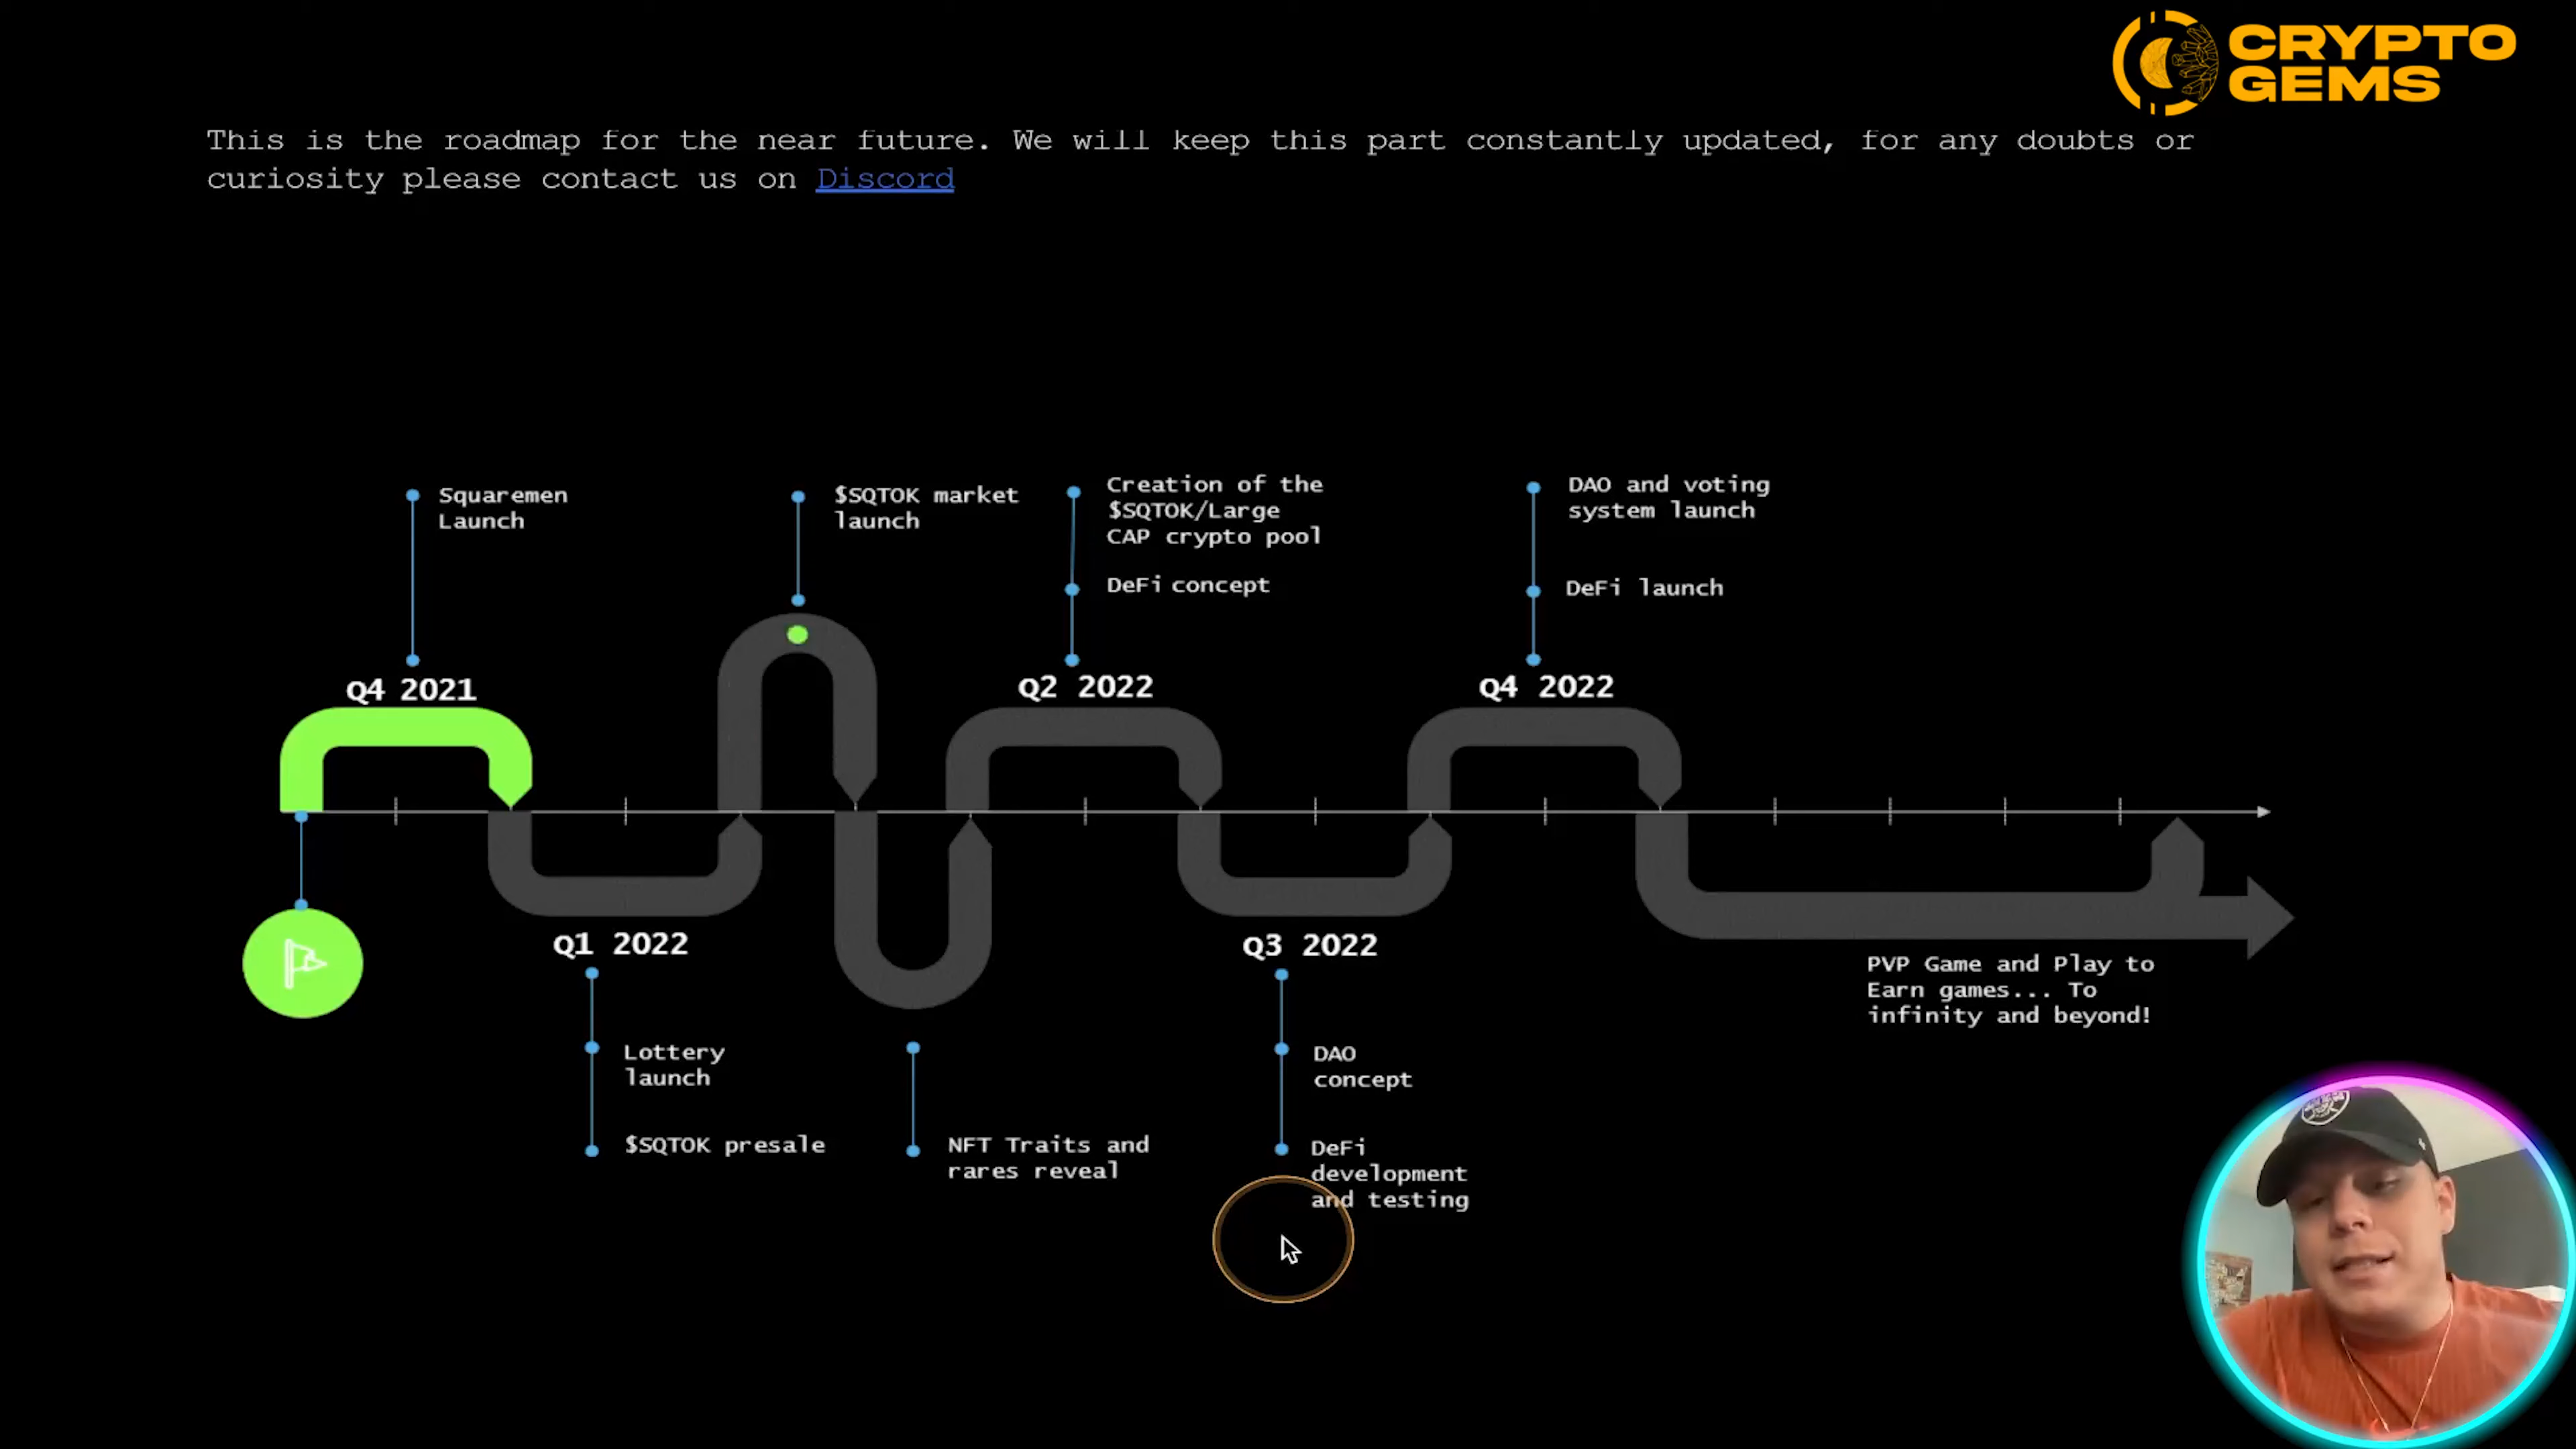 CRYPTO
GEMS
This is the roadmap for the near future. We will keep this part constantly updated, for any doubts or
curiosity please contact us on Discord
Squaremen
Launch
$SQTOK market
launch
Creation of the
$SQTOK/Large
CAP crypto pool
DeFi concept
DAO and voting
system launch
DeFi launch
Q4 2021
Q2 2022
Q4 2022
Q1 2022
Q3 2022
Lottery
launch
$SQTOK presale
NFT Traits and
rares reveal
DAO
concept
DeFi
development
and testing
PVP Game and Play to
Earn games... To
infinity and beyond!